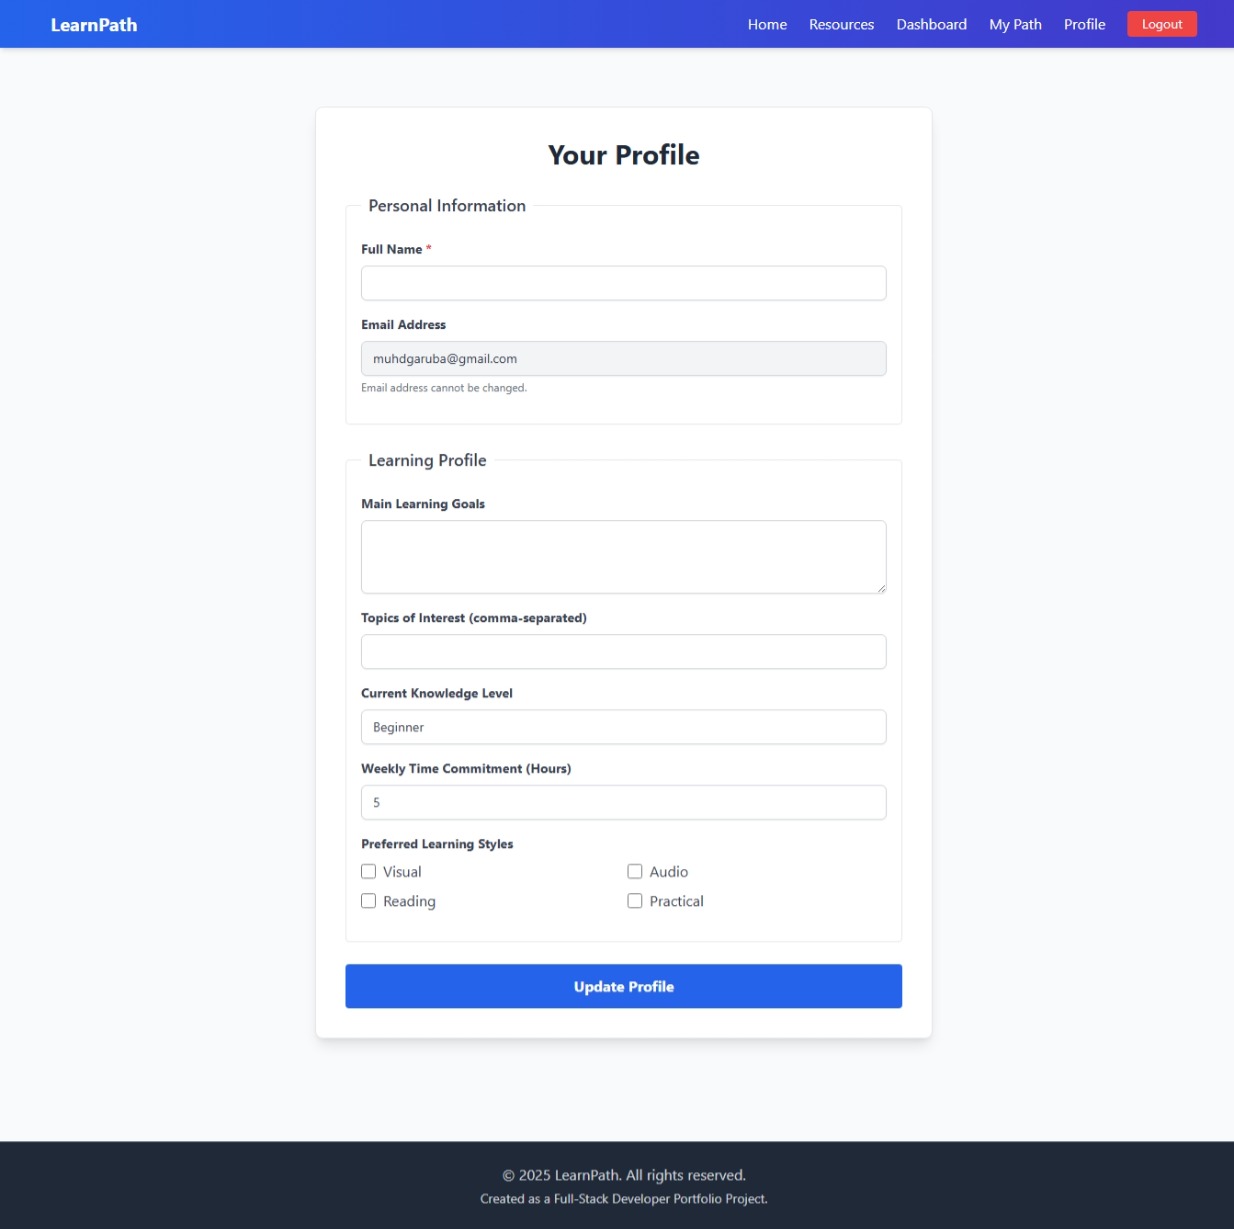 LearnPath
Home Resources Dashboard My Path Profile Logout
Your Profile
Personal Information
Full Name *
Email Address
muhdgaruba@gmail.com
Email address cannot be changed.
Learning Profile
Main Learning Goals
Topics of Interest (comma-separated)
Current Knowledge Level
Beginner
Weekly Time Commitment (Hours)
5
Preferred Learning Styles
Visual Audio
Reading Practical
Update Profile
© 2025 LearnPath. All rights reserved.
Created as a Full-Stack Developer Portfolio Project.